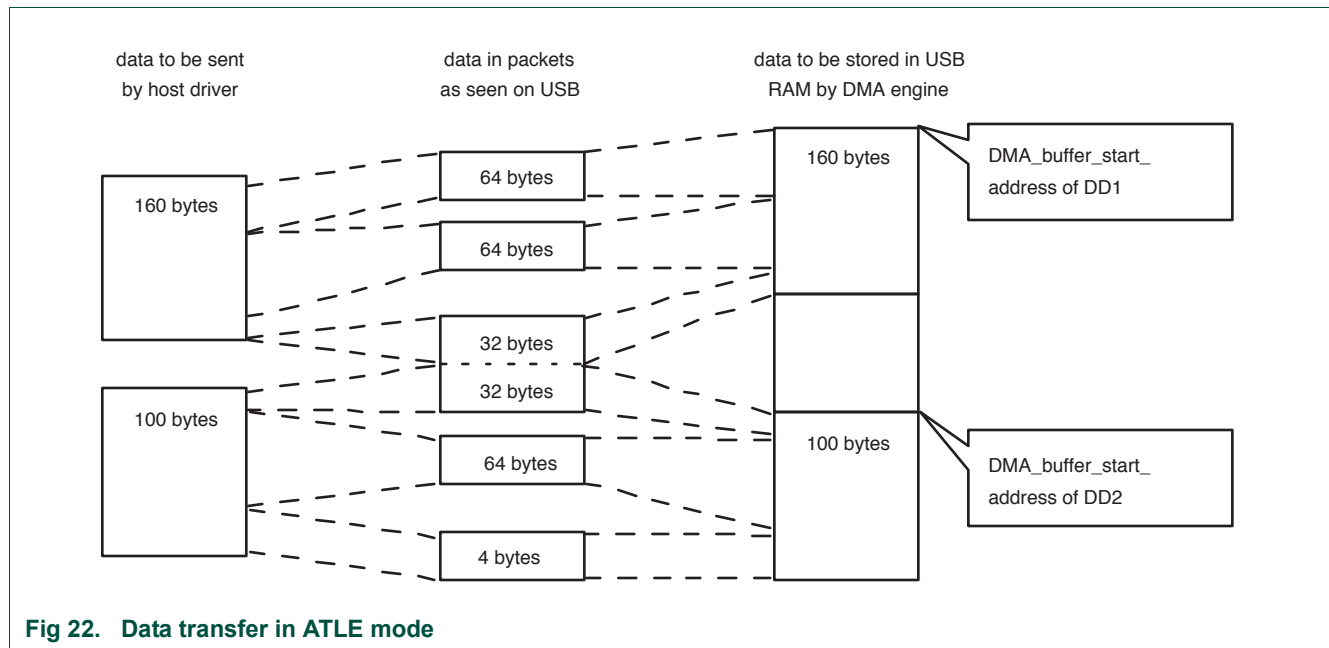 data to be sent
by host driver
data in packets
as seen on USB
data to be stored in USB
RAM by DMA engine
160 bytes
100 bytes
64 bytes
64 bytes
32 bytes
32 bytes
64 bytes
4 bytes
160 bytes
100 bytes
DMA_buffer_start_
address of DD1
DMA_buffer_start_
address of DD2
Fig 22. Data transfer in ATLE mode